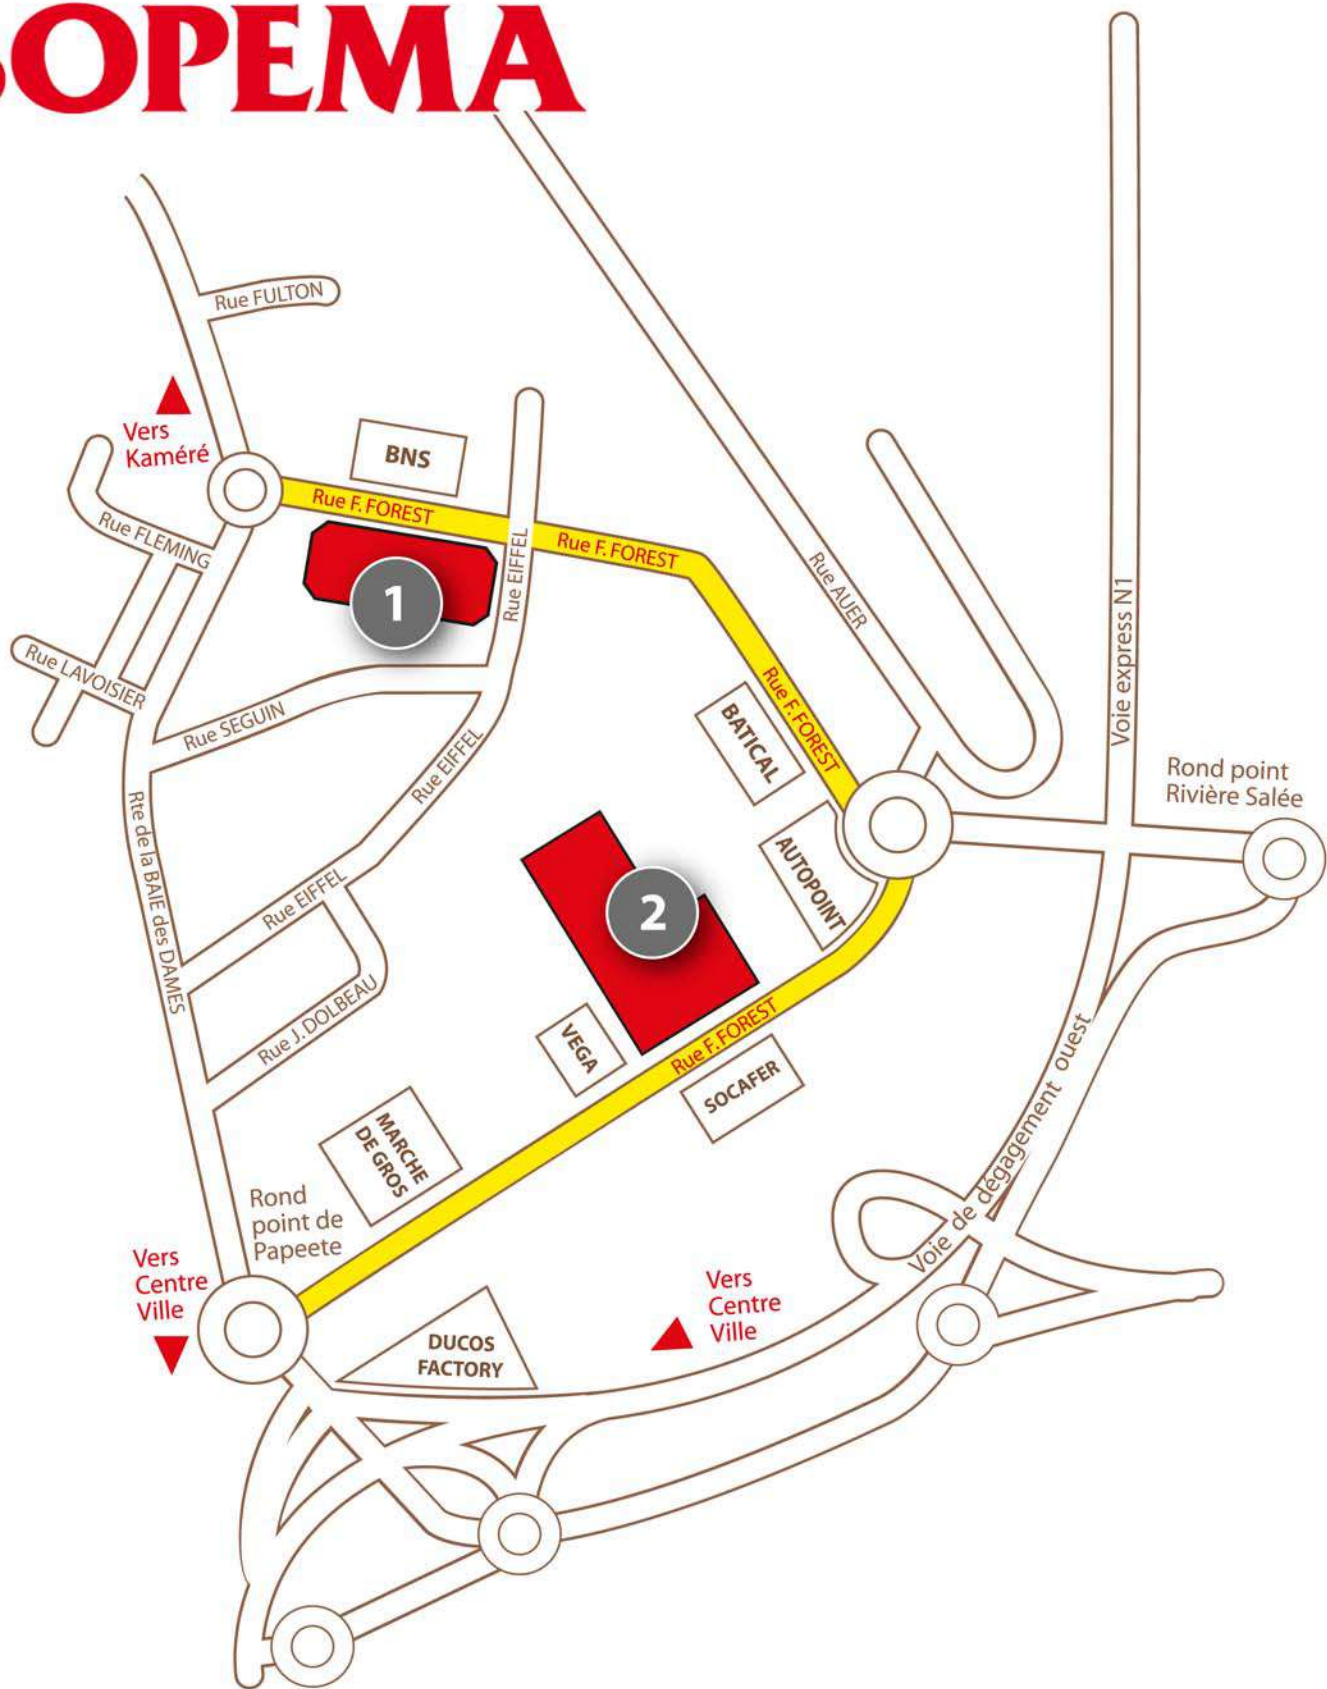 SOPEMA
Rue FULTON
Vers
Kaméré
BNS
Rue F. FOREST
Rue F. FOREST
Rue FLEMING
1
Rue EIFFEL
Rue AUER
Voie express N1
Rue LAVOISIER
Rue SEGUIN
Rue F. FOREST
BATICAL
Rue EIFFEL
Rond point
Rivière Salée
Rte de la BAIE des DAMES
AUTOPOINT
Rue EIFFEL
2
Rue J. DOLBEAU
Rue F. FOREST
VEGA
SOCAFER
Voie de dégagement ouest
MARCHE
DE GROS
Rond
point de
Papeete
Vers
Centre
Ville
Vers
Centre
Ville
DUCOS
FACTORY